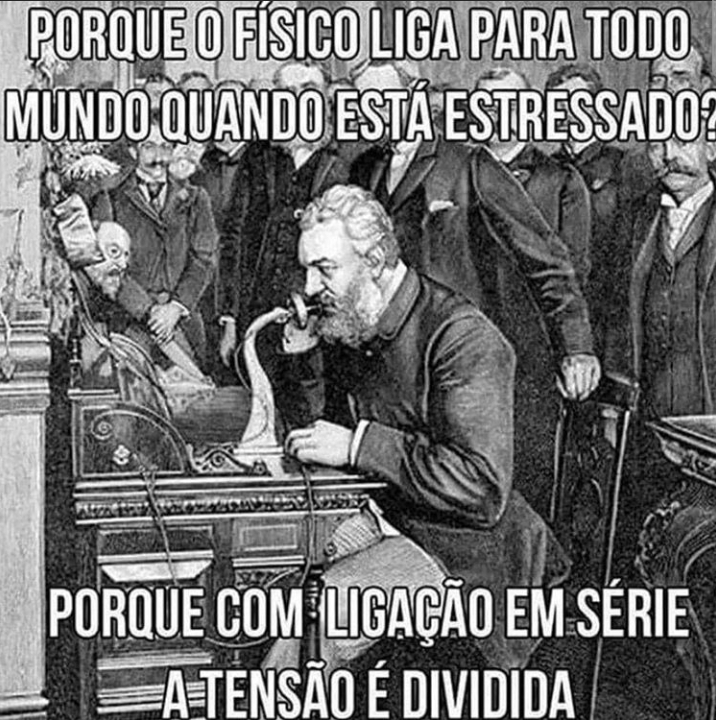 PORQUE O FÍSICO LIGA PARA TODO
MUNDO QUANDO ESTÁ ESTRESSADO?
PORQUE COM LIGAÇÃO EM SÉRIE
A TENSÃO É DIVIDIDA